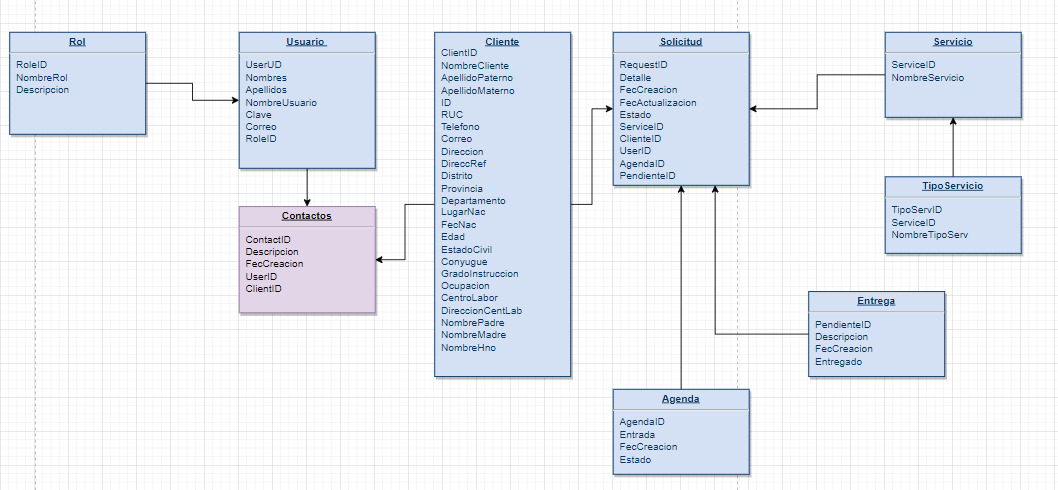 Rol
RoleID
NombreRol
Descripcion
Usuario
UserUD
Nombres
Apellidos
NombreUsuario
Clave
Correo
RoleID
Contactos
ContactID
Descripcion
FecCreacion
UserID
ClientID
Cliente
ClientID
NombreCliente
ApellidoPaterno
ApellidoMaterno
ID
RUC
Telefono
Correo
Direccion
DireccRef
Distrito
Provincia
Departamento
LugarNac
FecNac
Edad
EstadoCivil
Conyugue
GradoInstruccion
Ocupacion
CentroLabor
DireccionCentLab
NombrePadre
NombreMadre
NombreHno
Solicitud
RequestID
Detalle
FecCreacion
FecActualizacion
Estado
ServiceID
ClienteID
UserID
AgendaID
PendienteID
Servicio
ServiceID
NombreServicio
TipoServicio
TipoServID
ServiceID
NombreTipoServ
Entrega
PendienteID
Descripcion
FecCreacion
Entregado
Agenda
AgendaID
Entrada
FecCreacion
Estado